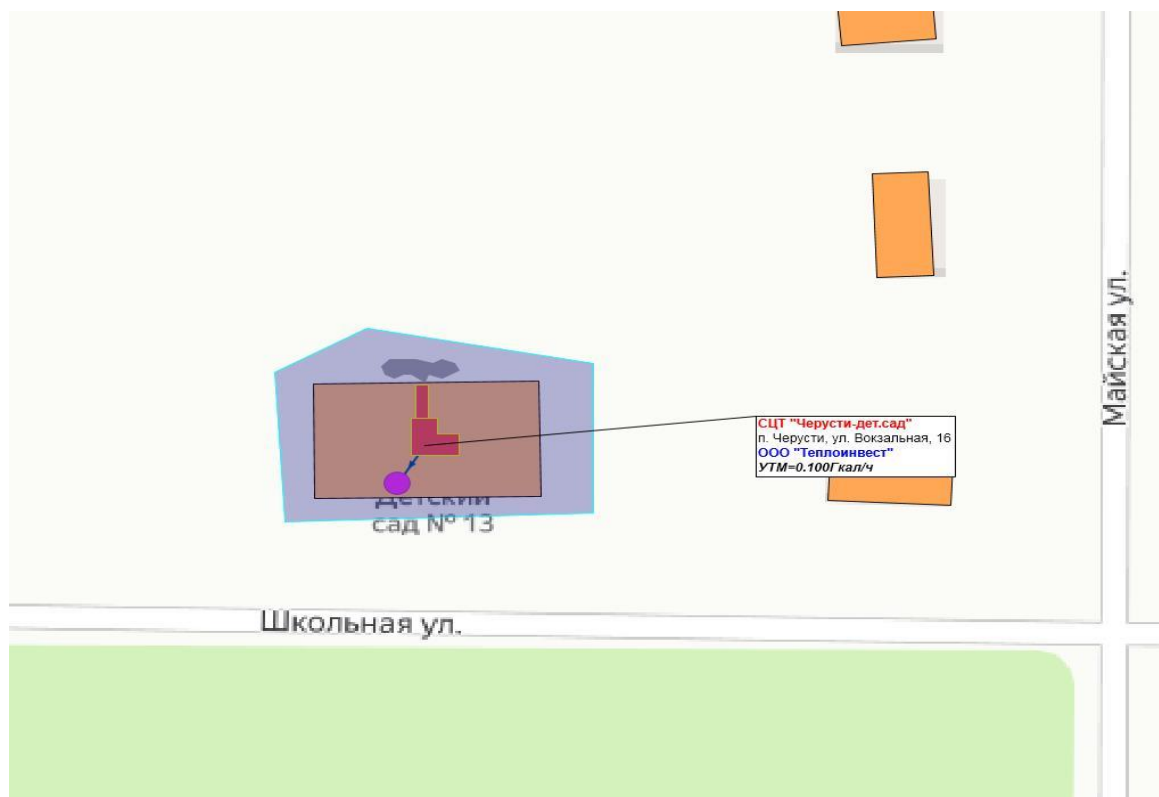 Майская ул.
СЦТ "Черусти-дет.сад"
п. Черусти, ул. Вокзальная, 16
ООО "Теплоинвест"
УТМ=0.100Гкал/ч
Детский
сад № 13
Школьная ул.